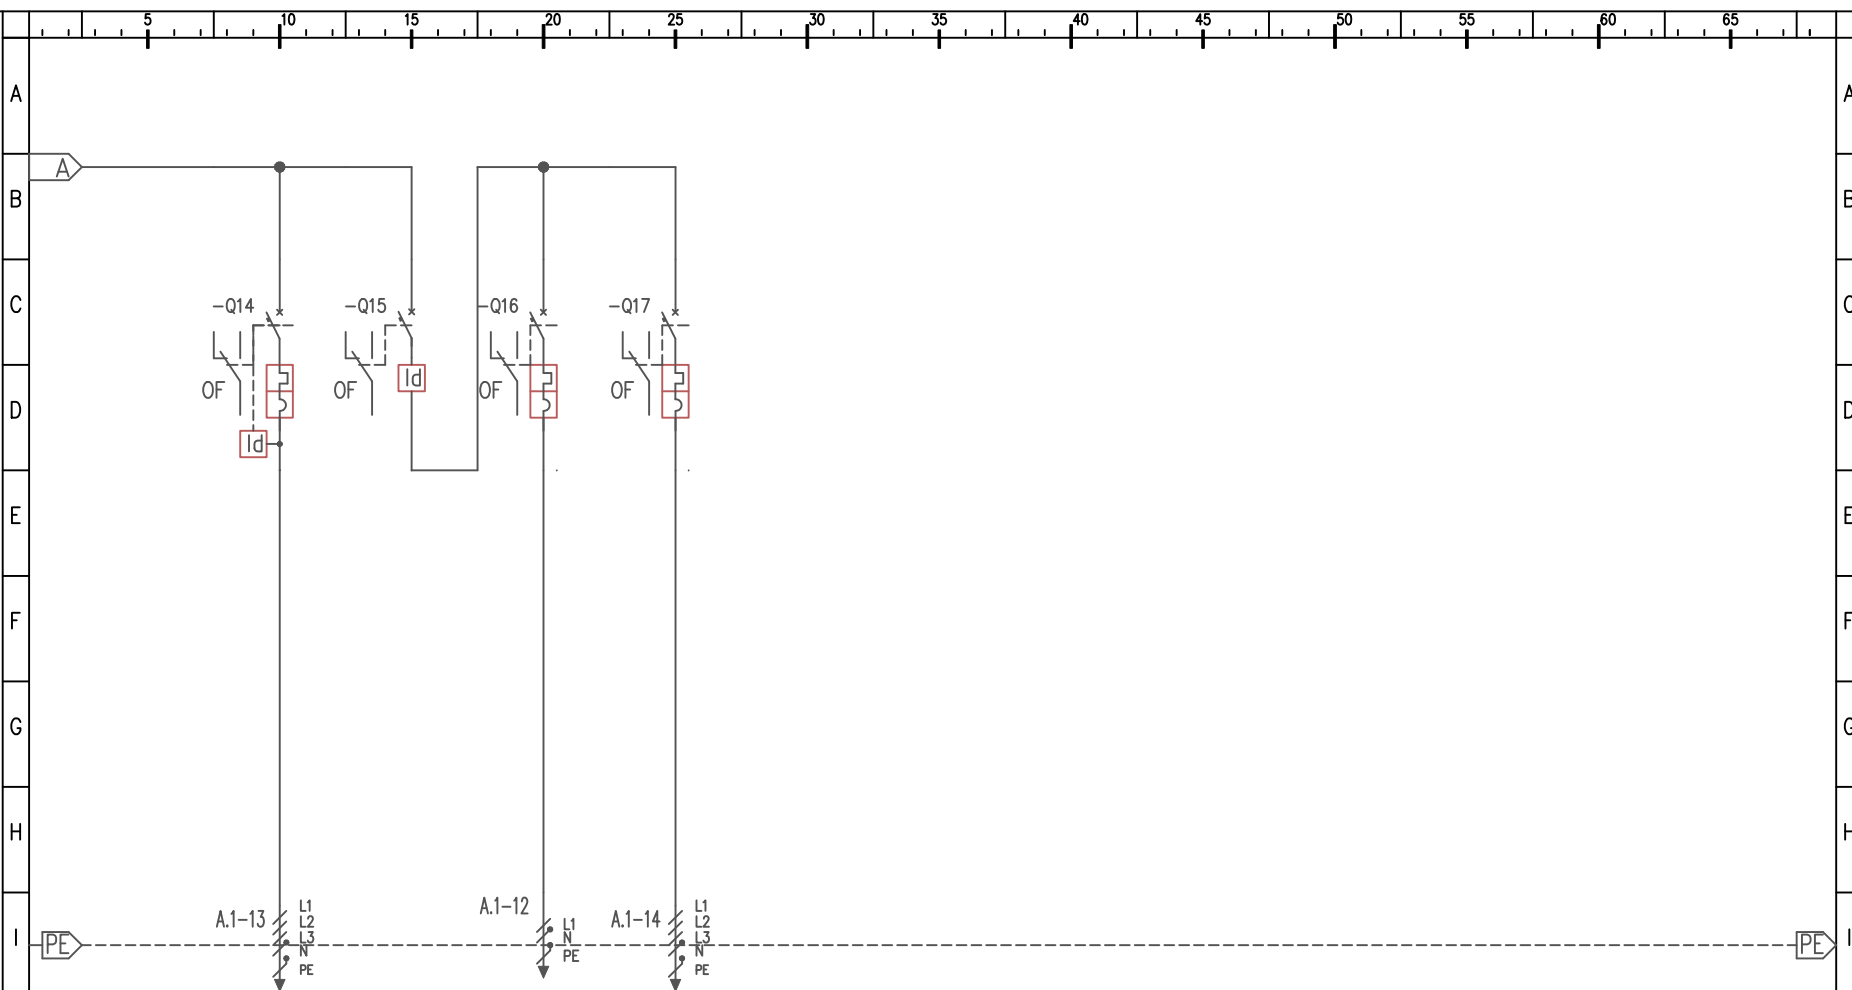 5 10 15 20 25 30 35 40 45 50 55 60 65
A A
A
B B
C -Q14 -Q15 -Q16 -Q17 C
OF OF Id OF OF
D D
Id
E E
F F
G G
H H
A.1-13 L1 A.1-12 A.1-14 L1
L2 L1 L2
I PE L3 N L3 PE I
N PE N
PE PE